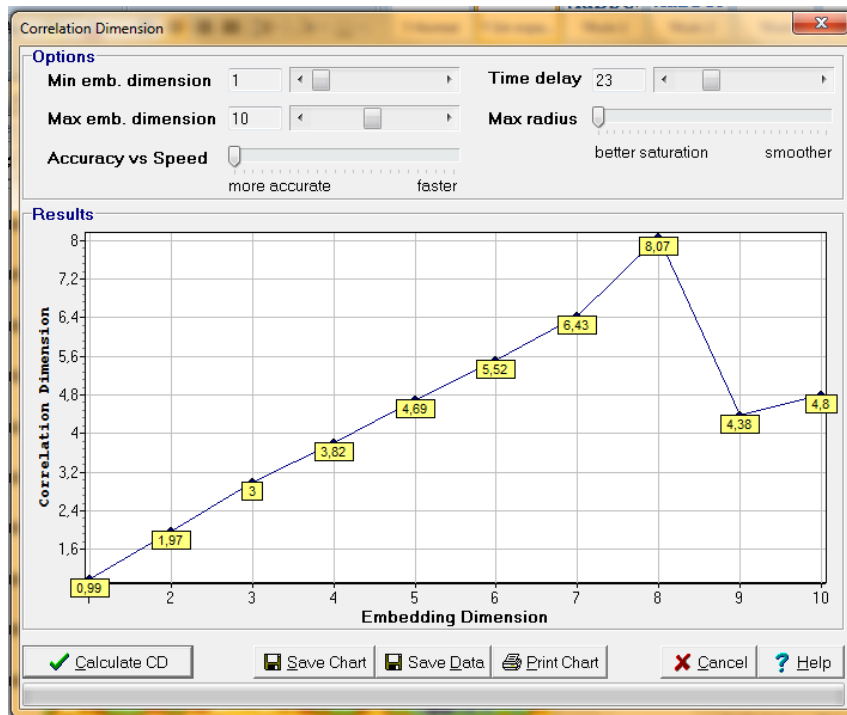 Correlation Dimension
Options
Min emb. dimension 1
Time delay 23
Max emb. dimension 10
Max radius
better saturation smoother
Accuracy vs Speed
more accurate faster
Results
Correlation Dimension
8
7,2
6,4
5,6
4,8
4
3,2
2,4
1,6
0,99
1,97
3
3,82
4,69
5,52
6,43
8,07
4,38
4,8
1 2 3 4 5 6 7 8 9 10
Embedding Dimension
Calculate CD Save Chart Save Data Print Chart Cancel Help